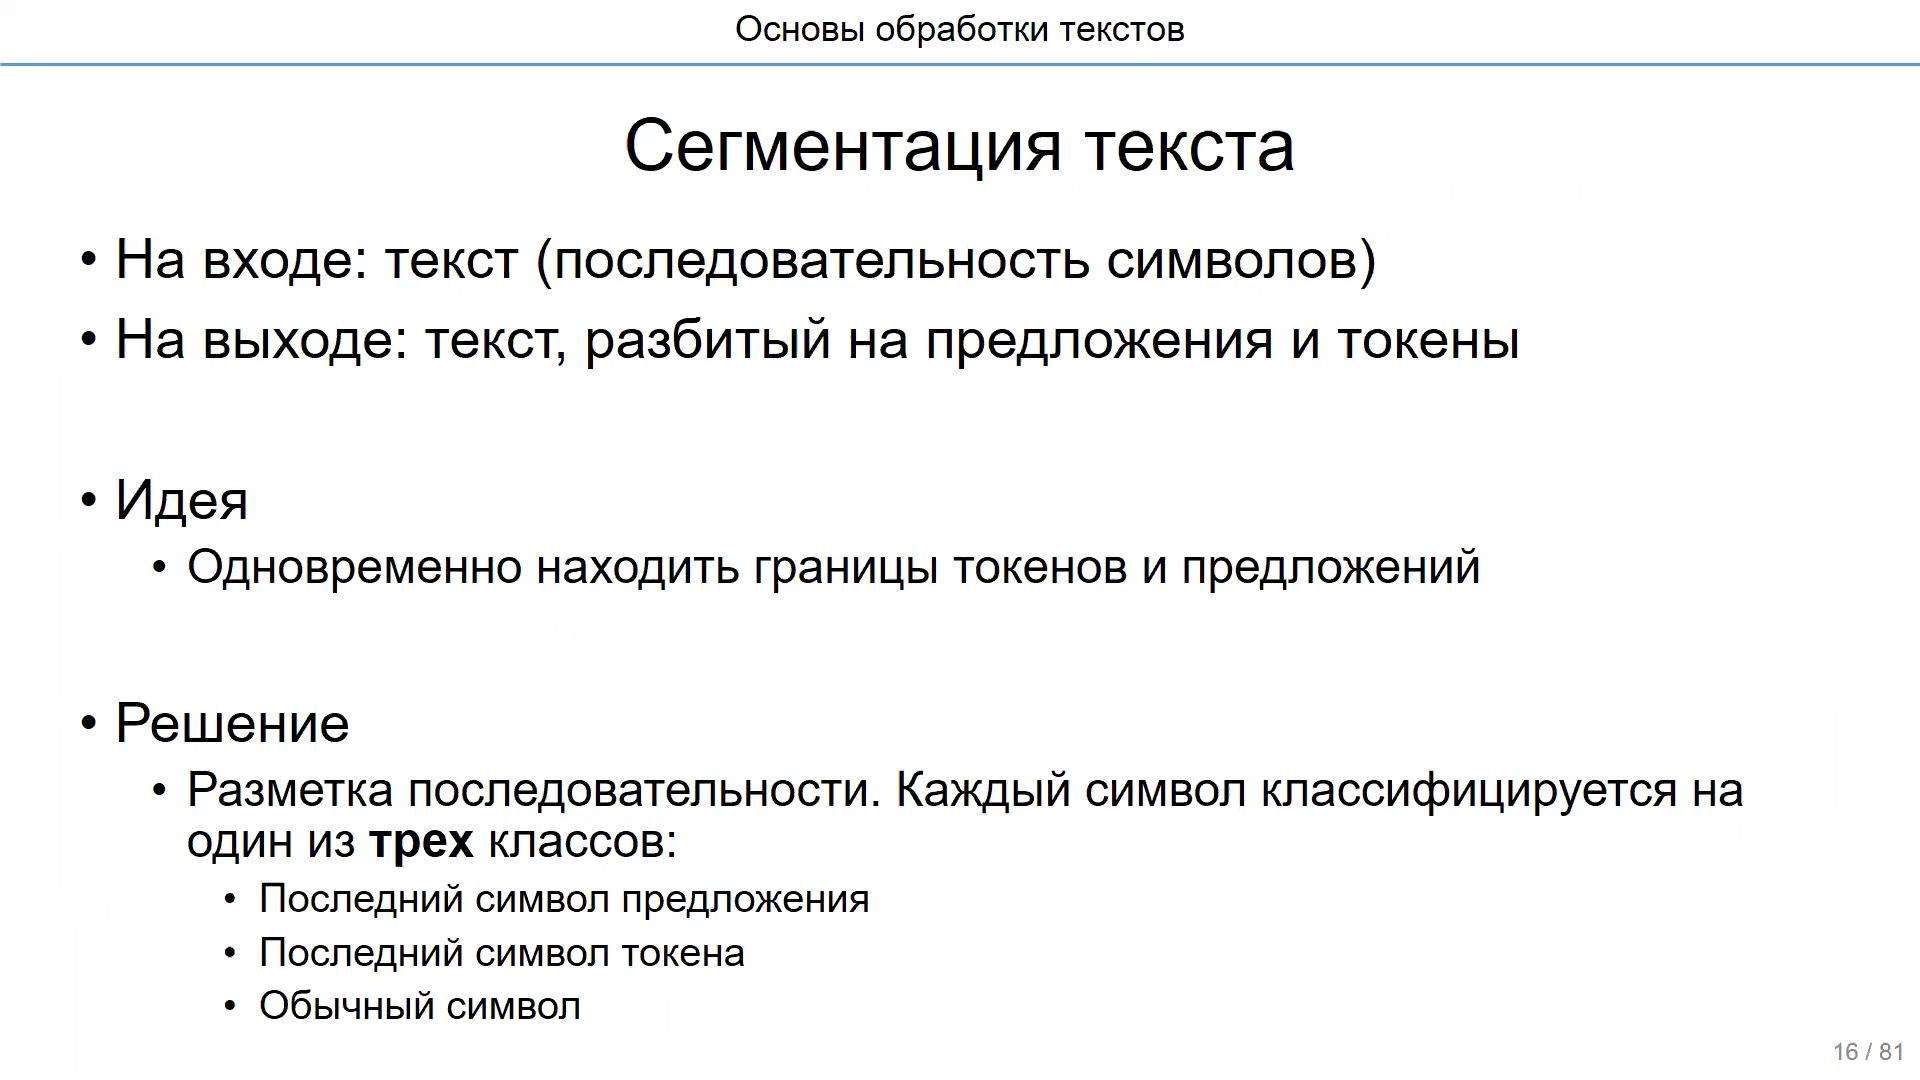 Основы обработки текстов
Сегментация текста
• На входе: текст (последовательность символов)
• На выходе: текст, разбитый на предложения и токены
• Идея
• Одновременно находить границы токенов и предложений
• Решение
• Разметка последовательности. Каждый символ классифицируется на
один из трех классов:
• Последний символ предложения
• Последний символ токена
• Обычный символ
16 / 81